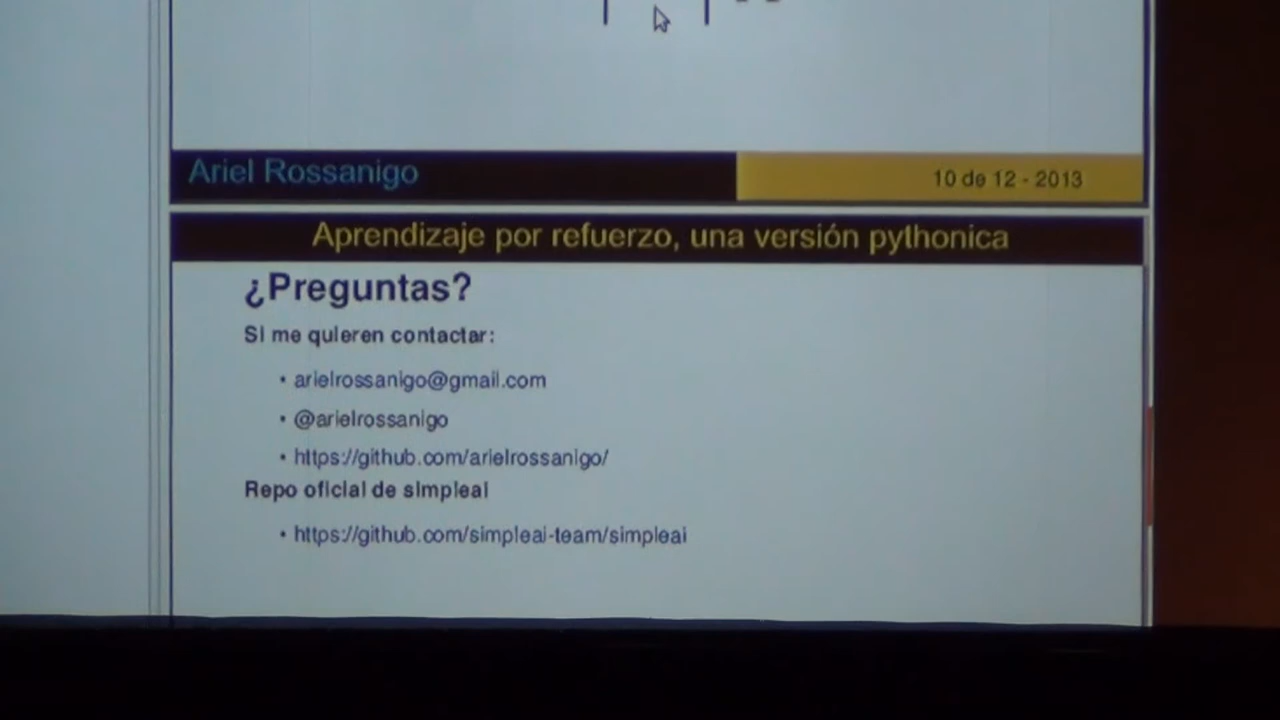 Ariel Rossanigo
10 de 12 - 2013
Aprendizaje por refuerzo, una versión pythonica
¿Preguntas?
Si me quieren contactar:
• arielrossanigo@gmail.com
• @arielrossanigo
• https://github.com/arielrossanigo/
Repo oficial de simpleai
• https://github.com/simpleai-team/simpleai